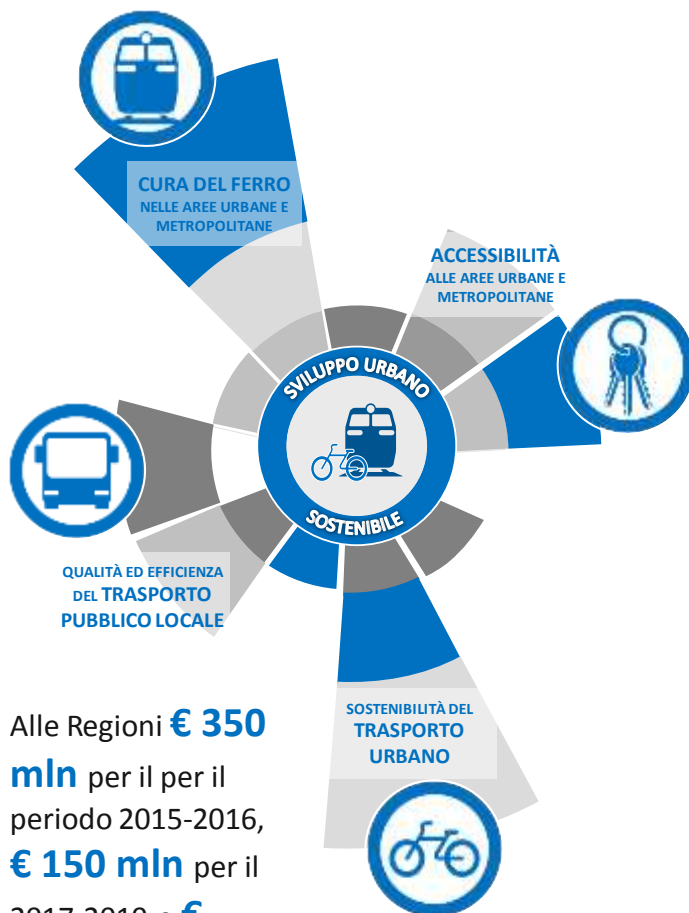 CURA DEL FERRO
NELLE AREE URBANE E
METROPOLITANE
ACCESSIBILITÀ
ALLE AREE URBANE E
METROPOLITANE
SVILUPPO URBANO
SOSTENIBILE
QUALITÀ ED EFFICIENZA
DEL TRASPORTO
PUBBLICO LOCALE
SOSTENIBILITÀ DEL
TRASPORTO
URBANO
Alle Regioni € 350
mln per il per il
periodo 2015-2016,
€ 150 mln per il